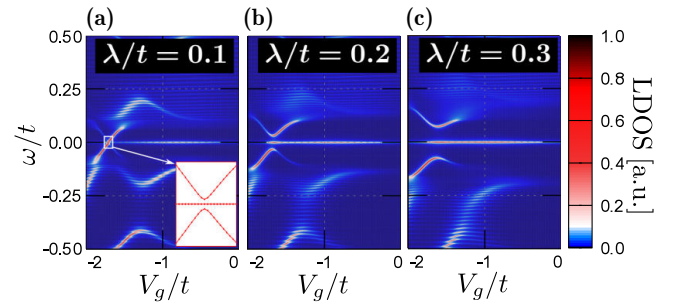 (a) (b) (c)
λ/t = 0.1 λ/t = 0.2 λ/t = 0.3
0.50
0.25
0.00
-0.25
-0.50
ω/t
-2 -1 0
-2 -1 0
-2 -1 0
V_g/t V_g/t V_g/t
1.0
0.8
0.6
0.4
0.2
0.0
LDOS [a.u.]